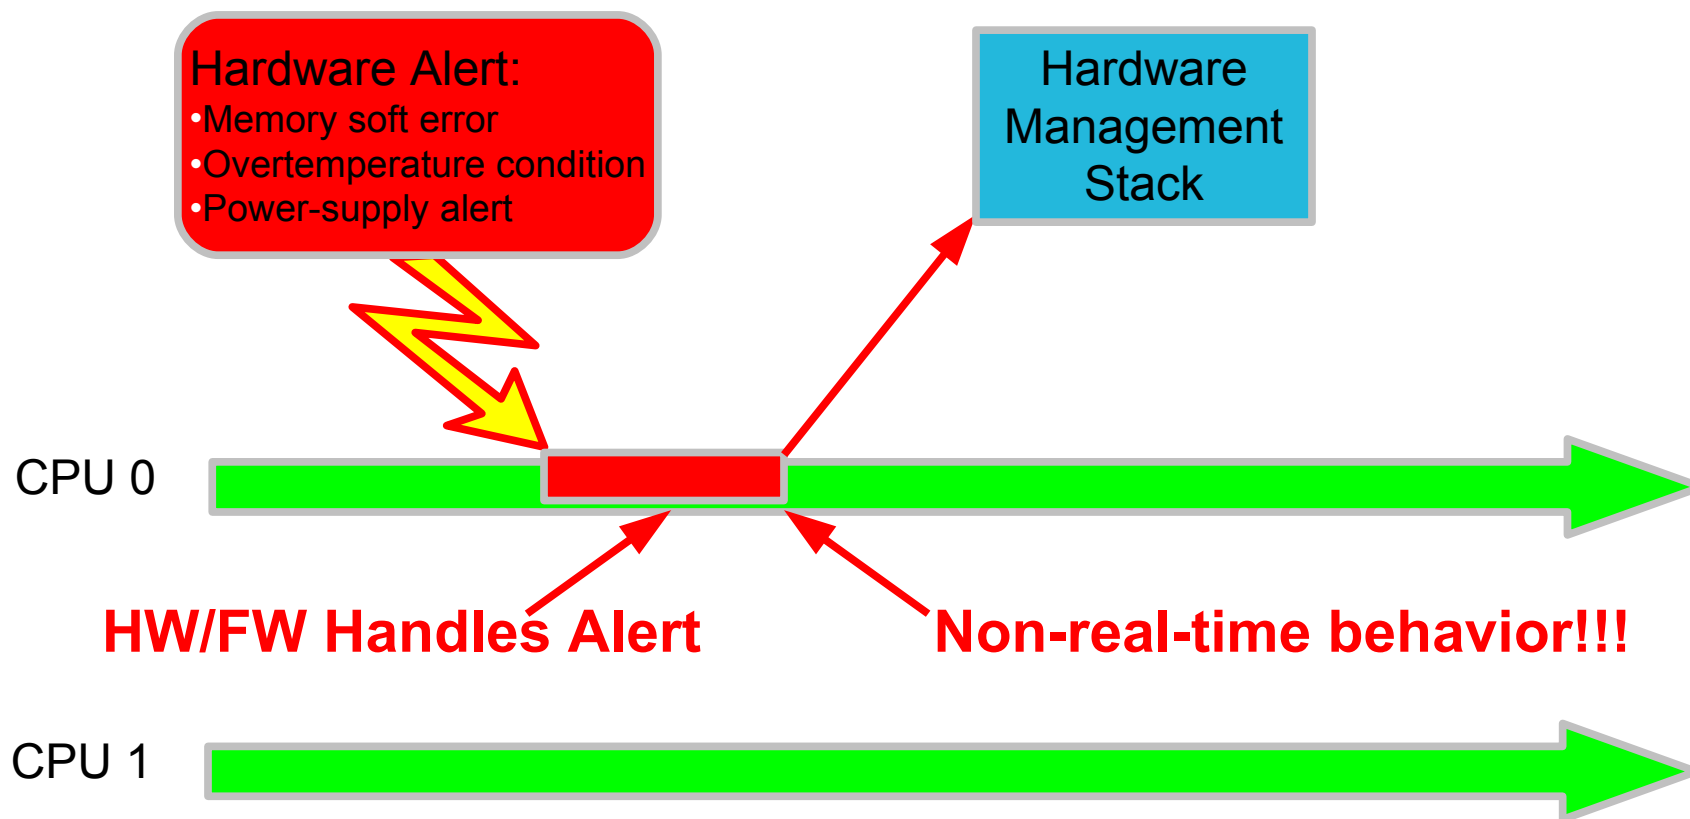 Hardware Alert:
•Memory soft error
•Overtemperature condition
•Power-supply alert
Hardware
Management
Stack
CPU 0
HW/FW Handles Alert
Non-real-time behavior!!!
CPU 1